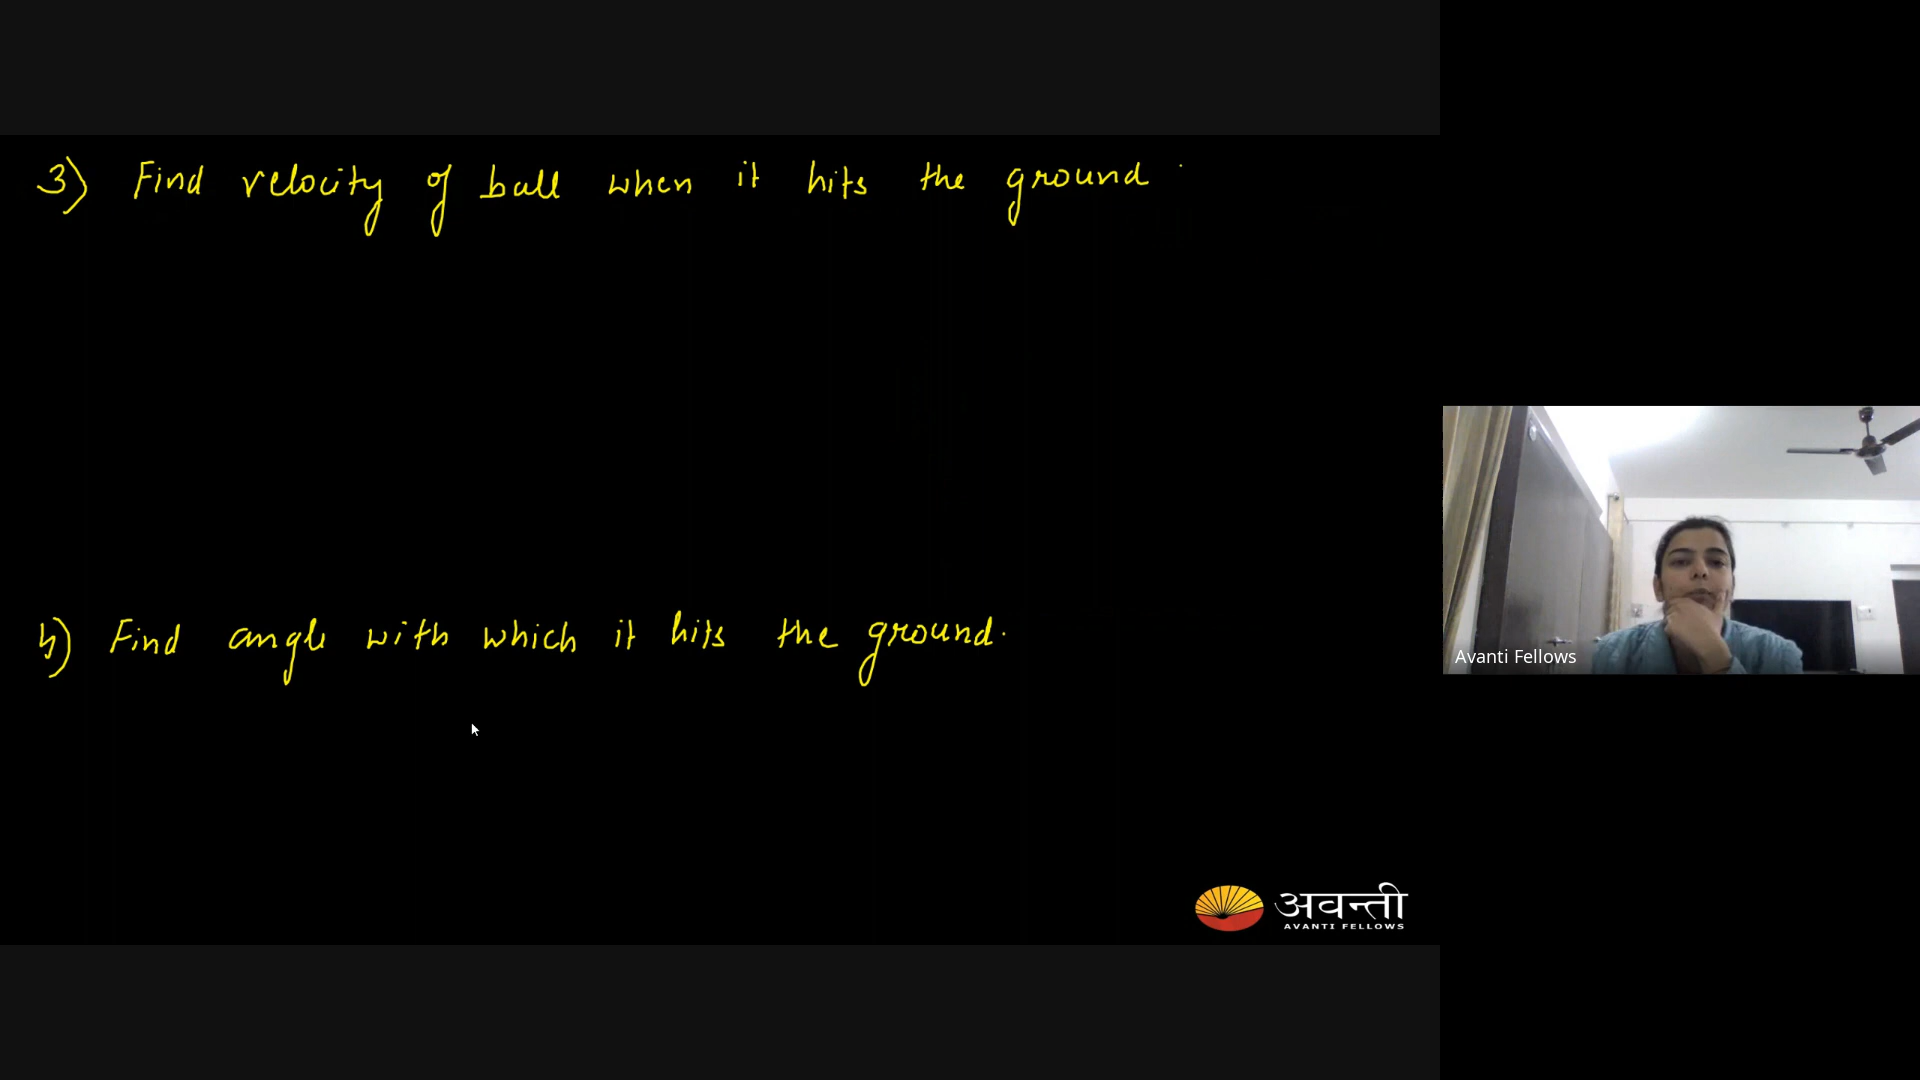 3) Find velocity of ball when it hits the ground.
4) Find angle with which it hits the ground.
Avanti Fellows
अवन्ती
AVANTI FELLOWS